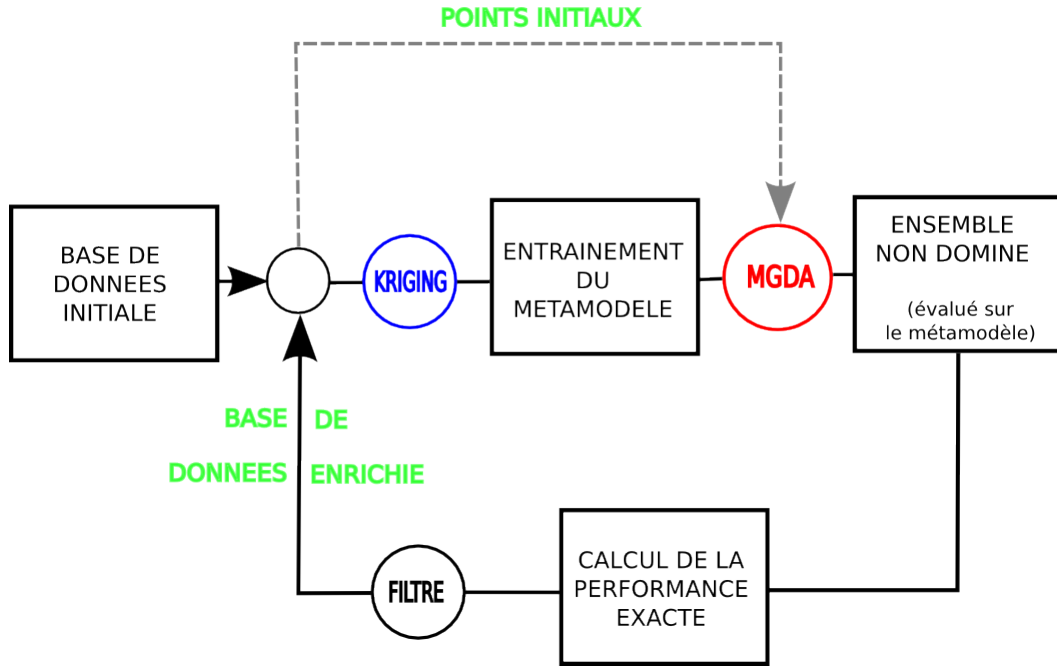 POINTS INITIAUX
BASE DE
DONNEES
INITIALE
KRIGING
ENTRAINEMENT
DU
METAMODELE
MGDA
ENSEMBLE
NON DOMINE
(évalué sur
le métamodèle)
BASE DE
DONNEES ENRICHIE
FILTRE
CALCUL DE LA
PERFORMANCE
EXACTE